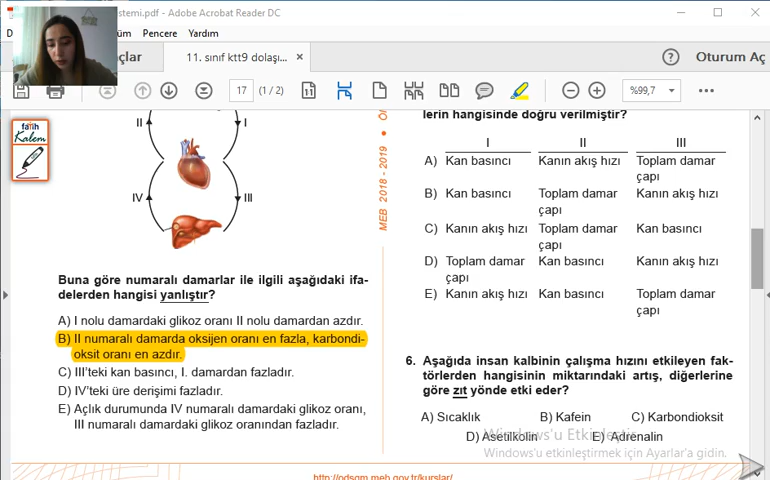 istemi.pdf - Adobe Acrobat Reader DC
üm Pencere Yardım
çlar
11. sınıf ktt9 dolaşı... ×
Oturum Aç
17 (1 / 2)
%99,7
fatih
Kalem
II
I
IV
III
Buna göre numaralı damarlar ile ilgili aşağıdaki ifa-
delerden hangisi yanlıştır?
A) I nolu damardaki glikoz oranı II nolu damardan azdır.
B) II numaralı damarda oksijen oranı en fazla, karbondi-
oksit oranı en azdır.
C) III'teki kan basıncı, I. damardan fazladır.
D) IV'teki üre derişimi fazladır.
E) Açlık durumunda IV numaralı damardaki glikoz oranı,
III numaralı damardaki glikoz oranından fazladır.
MEB 2018 - 2019
lerin hangisinde doğru verilmiştir?
I II III
A) Kan basıncı Kanın akış hızı Toplam damar
çapı
B) Kan basıncı Toplam damar Kanın akış hızı
çapı
C) Kanın akış hızı Toplam damar Kan basıncı
çapı
D) Toplam damar Kan basıncı Kanın akış hızı
çapı
E) Kanın akış hızı Kan basıncı Toplam damar
çapı
6. Aşağıda insan kalbinin çalışma hızını etkileyen fak-
törlerden hangisinin miktarındaki artış, diğerlerine
göre zıt yönde etki eder?
A) Sıcaklık B) Kafein C) Karbondioksit
D) Asetilkolin E) Adrenalin
Windows'u Etkinleştir
Windows'u etkinleştirmek için Ayarlar'a gidin.
http://odsgm.meb.gov.tr/kurslar/